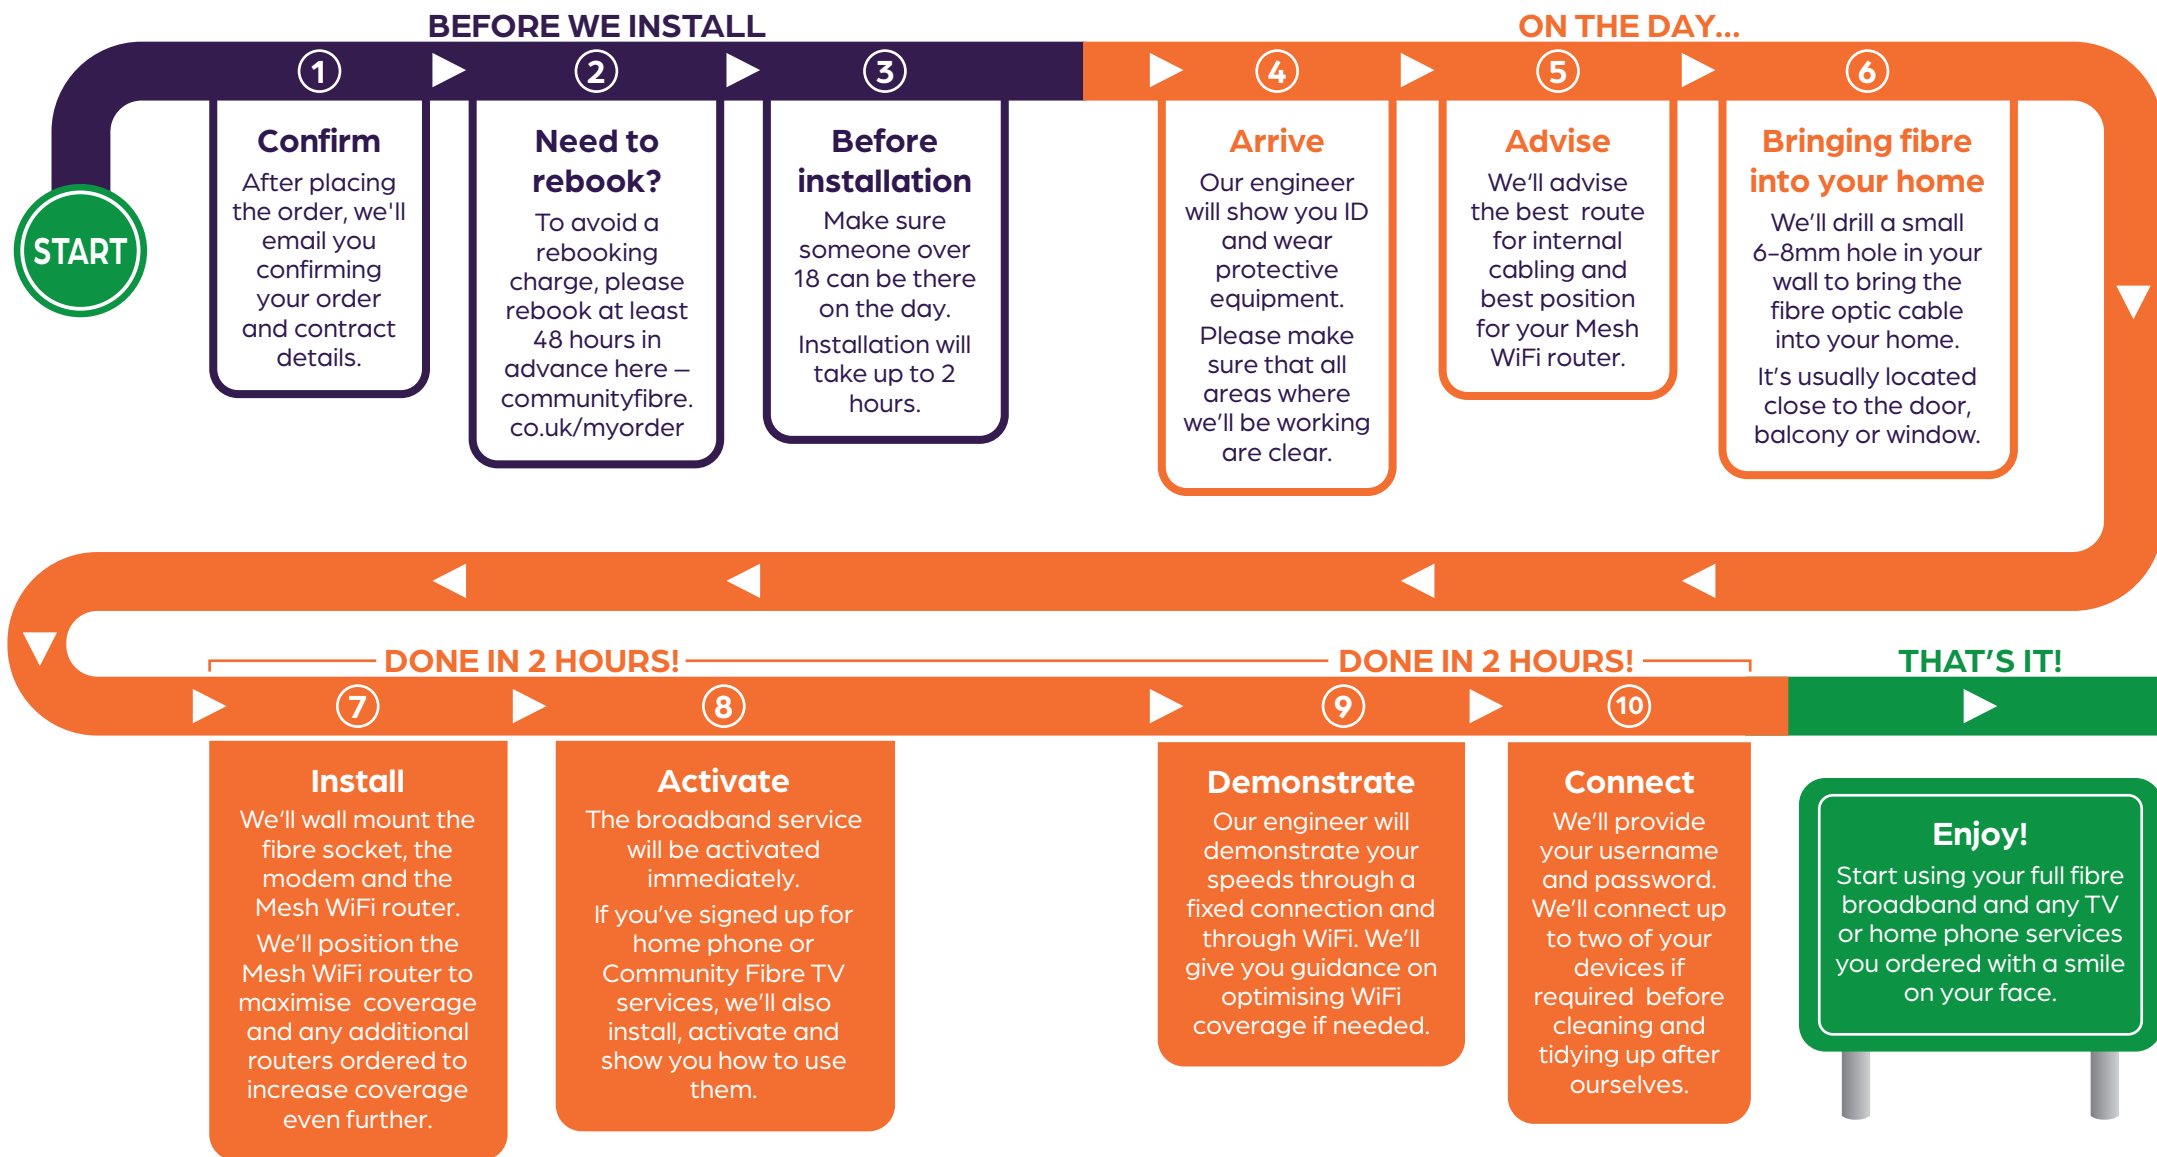 BEFORE WE INSTALL
ON THE DAY...
START
1
Confirm
After placing
the order, we'll
email you
confirming
your order
and contract
details.
2
Need to
rebook?
To avoid a
rebooking
charge, please
rebook at least
48 hours in
advance here –
communityfibre.
co.uk/myorder
3
Before
installation
Make sure
someone over
18 can be there
on the day.
Installation will
take up to 2
hours.
4
Arrive
Our engineer
will show you ID
and wear
protective
equipment.
Please make
sure that all
areas where
we'll be working
are clear.
5
Advise
We'll advise
the best route
for internal
cabling and
best position
for your Mesh
WiFi router.
6
Bringing fibre
into your home
We'll drill a small
6-8mm hole in your
wall to bring the
fibre optic cable
into your home.
It's usually located
close to the door,
balcony or window.
DONE IN 2 HOURS!
DONE IN 2 HOURS!
THAT'S IT!
7
Install
We'll wall mount the
fibre socket, the
modem and the
Mesh WiFi router.
We'll position the
Mesh WiFi router to
maximise coverage
and any additional
routers ordered to
increase coverage
even further.
8
Activate
The broadband service
will be activated
immediately.
If you've signed up for
home phone or
Community Fibre TV
services, we'll also
install, activate and
show you how to use
them.
9
Demonstrate
Our engineer will
demonstrate your
speeds through a
fixed connection and
through WiFi. We'll
give you guidance on
optimising WiFi
coverage if needed.
10
Connect
We'll provide
your username
and password.
We'll connect up
to two of your
devices if
required before
cleaning and
tidying up after
ourselves.
Enjoy!
Start using your full fibre
broadband and any TV
or home phone services
you ordered with a smile
on your face.